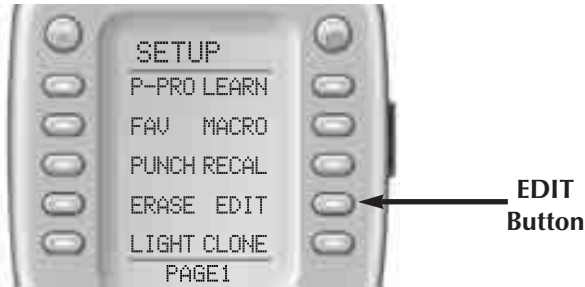 SETUP
P-PRO LEARN
FAV MACRO
PUNCH RECAL
ERASE EDIT
LIGHT CLONE
PAGE1
EDIT
Button